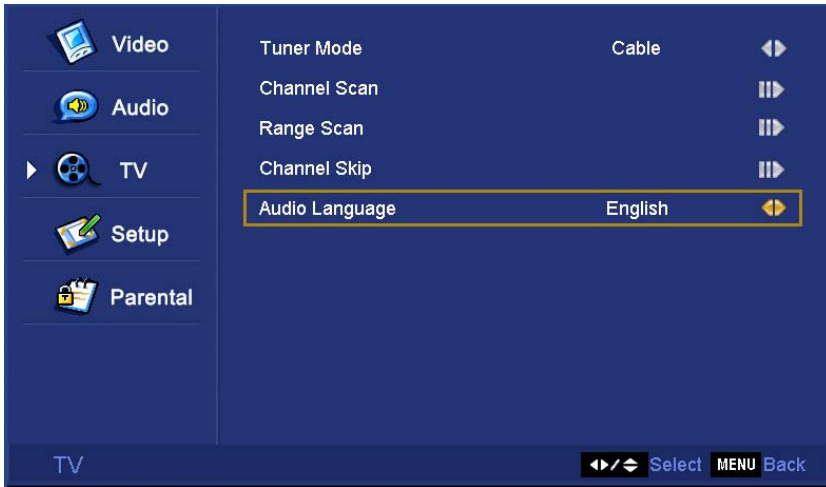 Video
Audio
TV
Setup
Parental
Tuner Mode Cable
Channel Scan
Range Scan
Channel Skip
Audio Language English
TV Select MENU Back